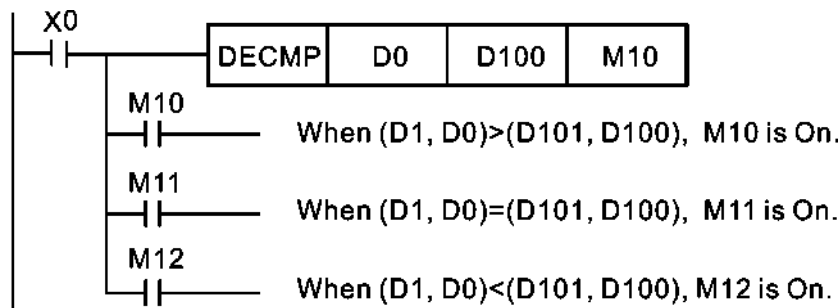 X0
DECMP D0 D100 M10
M10
When (D1, D0)>(D101, D100), M10 is On.
M11
When (D1, D0)=(D101, D100), M11 is On.
M12
When (D1, D0)<(D101, D100), M12 is On.